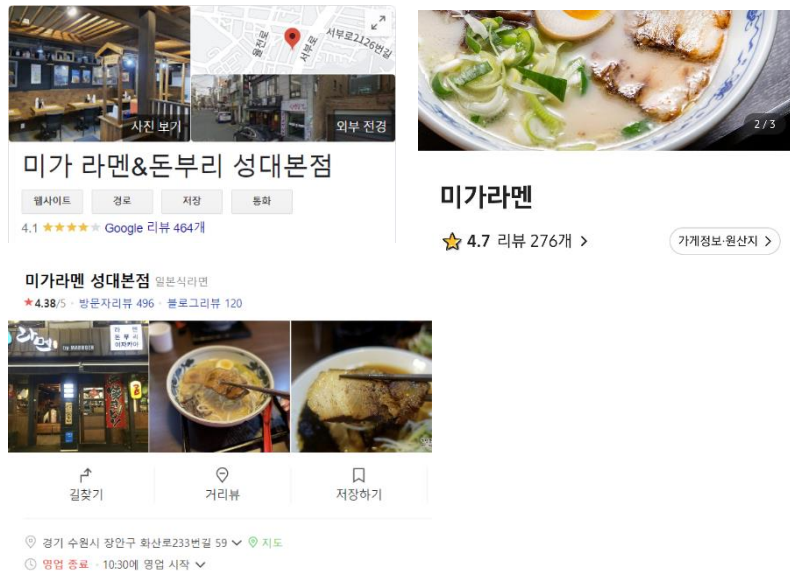 물천로
서부로
서부로2126번길
사진 보기
외부 전경
미가 라멘&돈부리 성대본점
웹사이트
경로
저장
통화
4.1 ★★★★★ Google 리뷰 464개
2 / 3
미가라멘
4.7 리뷰 276개 >
가게정보·원산지 >
미가라멘 성대본점 일본식라면
★4.38/5 · 방문자리뷰 496 · 블로그리뷰 120
라멘
라 멘
돈 부 리
이자카야
길찾기
거리뷰
저장하기
경기 수원시 장안구 화산로233번길 59 지도
영업 종료 · 10:30에 영업 시작